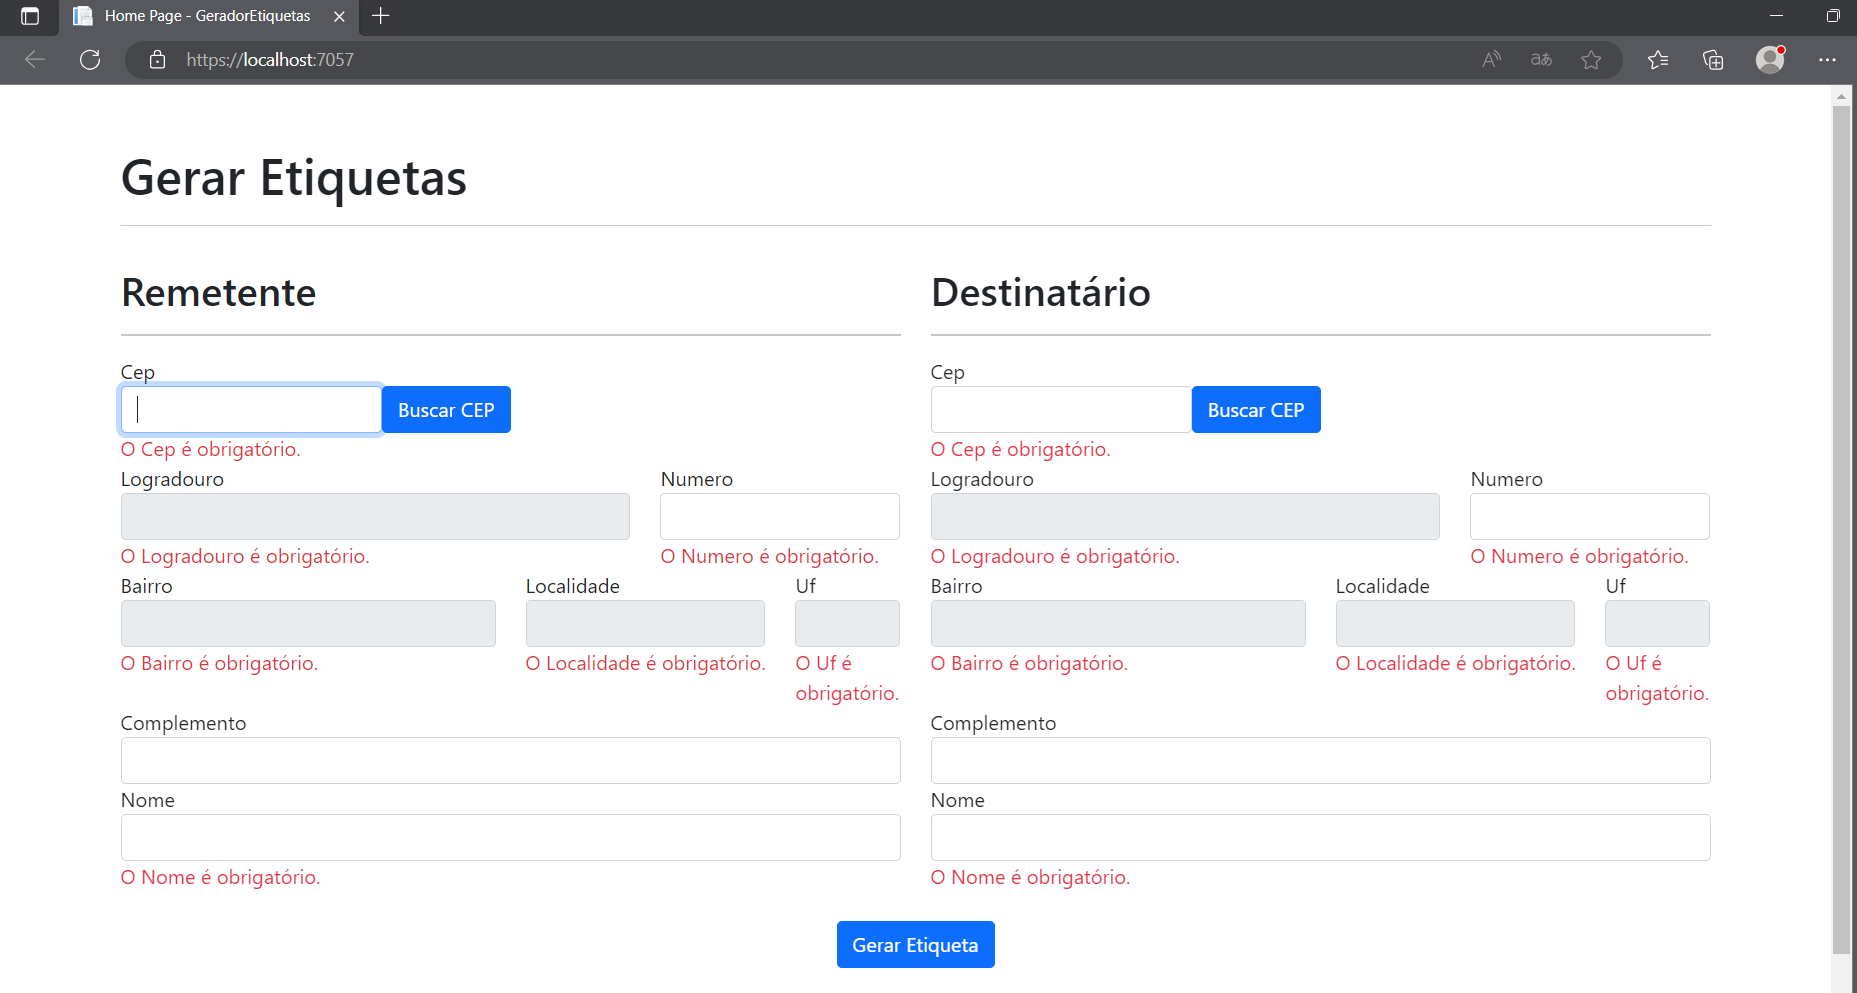 Home Page - GeradorEtiquetas
https://localhost:7057
Gerar Etiquetas
Remetente
Cep
Buscar CEP
O Cep é obrigatório.
Logradouro
Numero
O Logradouro é obrigatório.
O Numero é obrigatório.
Bairro
Localidade
Uf
O Bairro é obrigatório.
O Localidade é obrigatório.
O Uf é
obrigatório.
Complemento
Nome
O Nome é obrigatório.
Destinatário
Cep
Buscar CEP
O Cep é obrigatório.
Logradouro
Numero
O Logradouro é obrigatório.
O Numero é obrigatório.
Bairro
Localidade
Uf
O Bairro é obrigatório.
O Localidade é obrigatório.
O Uf é
obrigatório.
Complemento
Nome
O Nome é obrigatório.
Gerar Etiqueta